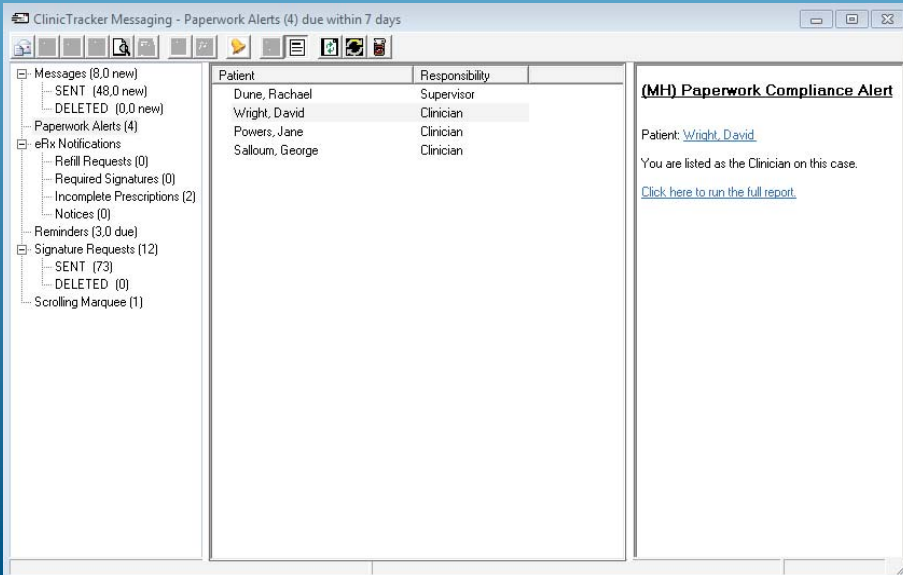 ClinicTracker Messaging - Paperwork Alerts (4) due within 7 days
Messages (8,0 new)
SENT (48,0 new)
DELETED (0,0 new)
Paperwork Alerts (4)
eRx Notifications
Refill Requests (0)
Required Signatures (0)
Incomplete Prescriptions (2)
Notices (0)
Reminders (3,0 due)
Signature Requests (12)
SENT (73)
DELETED (0)
Scrolling Marquee (1)
Patient Responsibility
Dune, Rachael Supervisor
Wright, David Clinician
Powers, Jane Clinician
Salloum, George Clinician
(MH) Paperwork Compliance Alert
Patient: Wright, David
You are listed as the Clinician on this case.
Click here to run the full report.